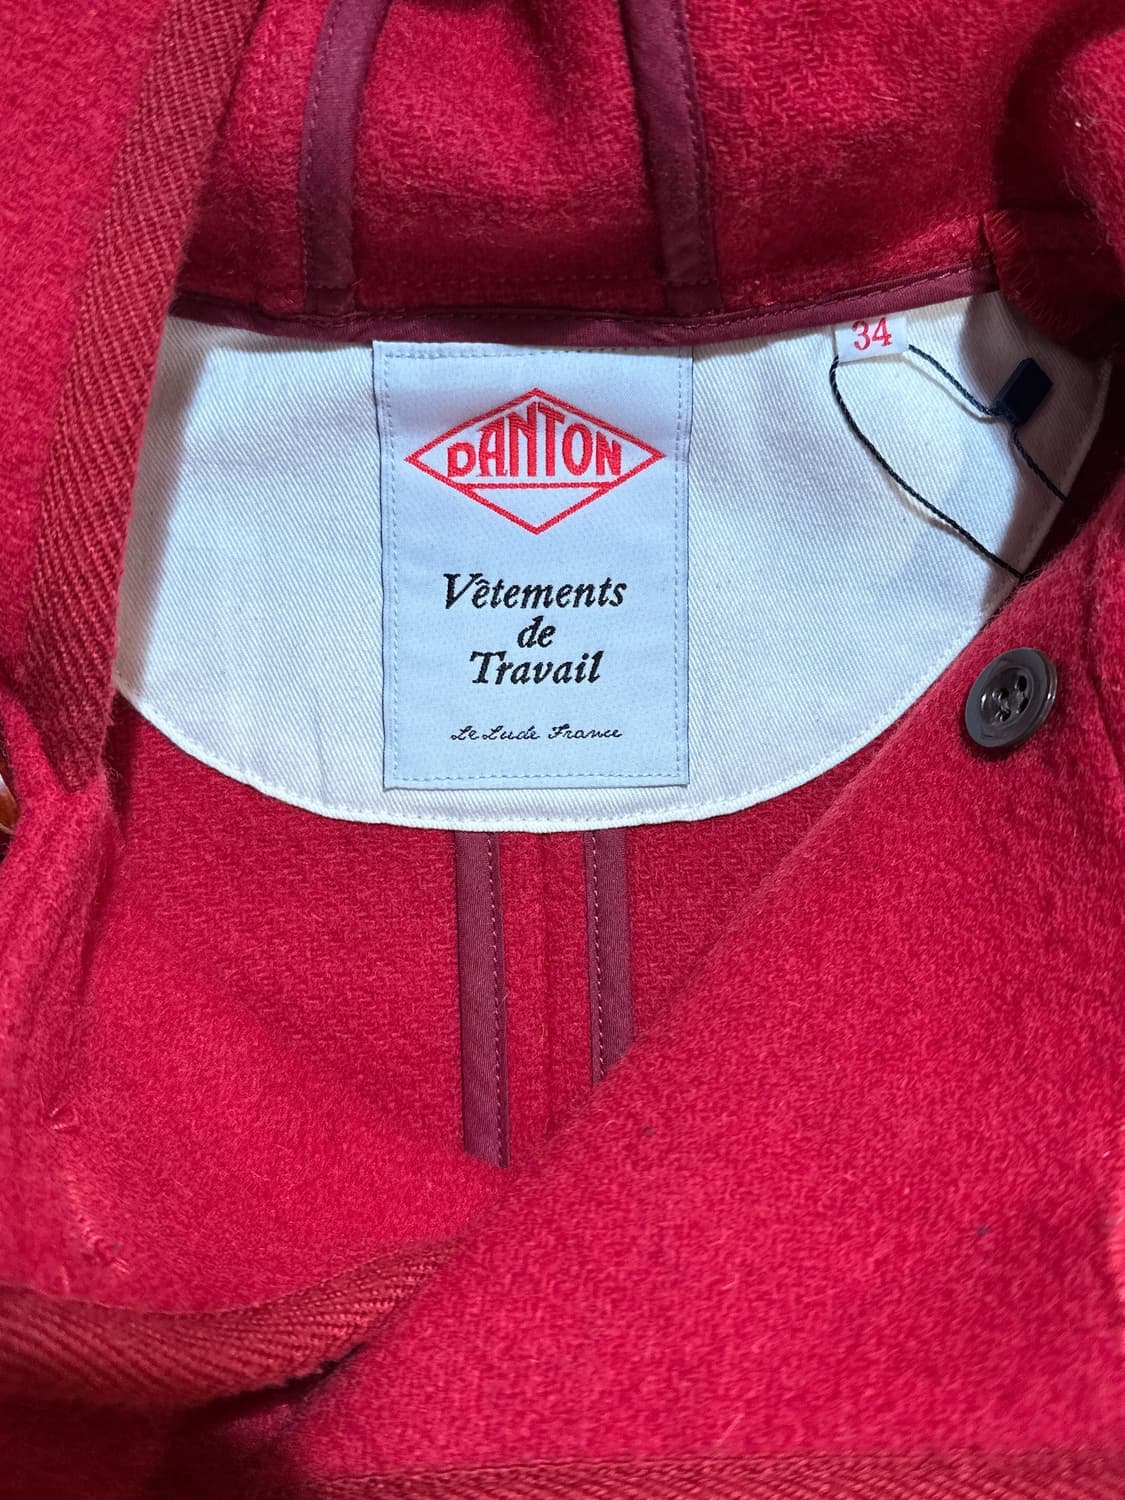 34
DANTON
Vêtements
de
Travail
Le Lude France